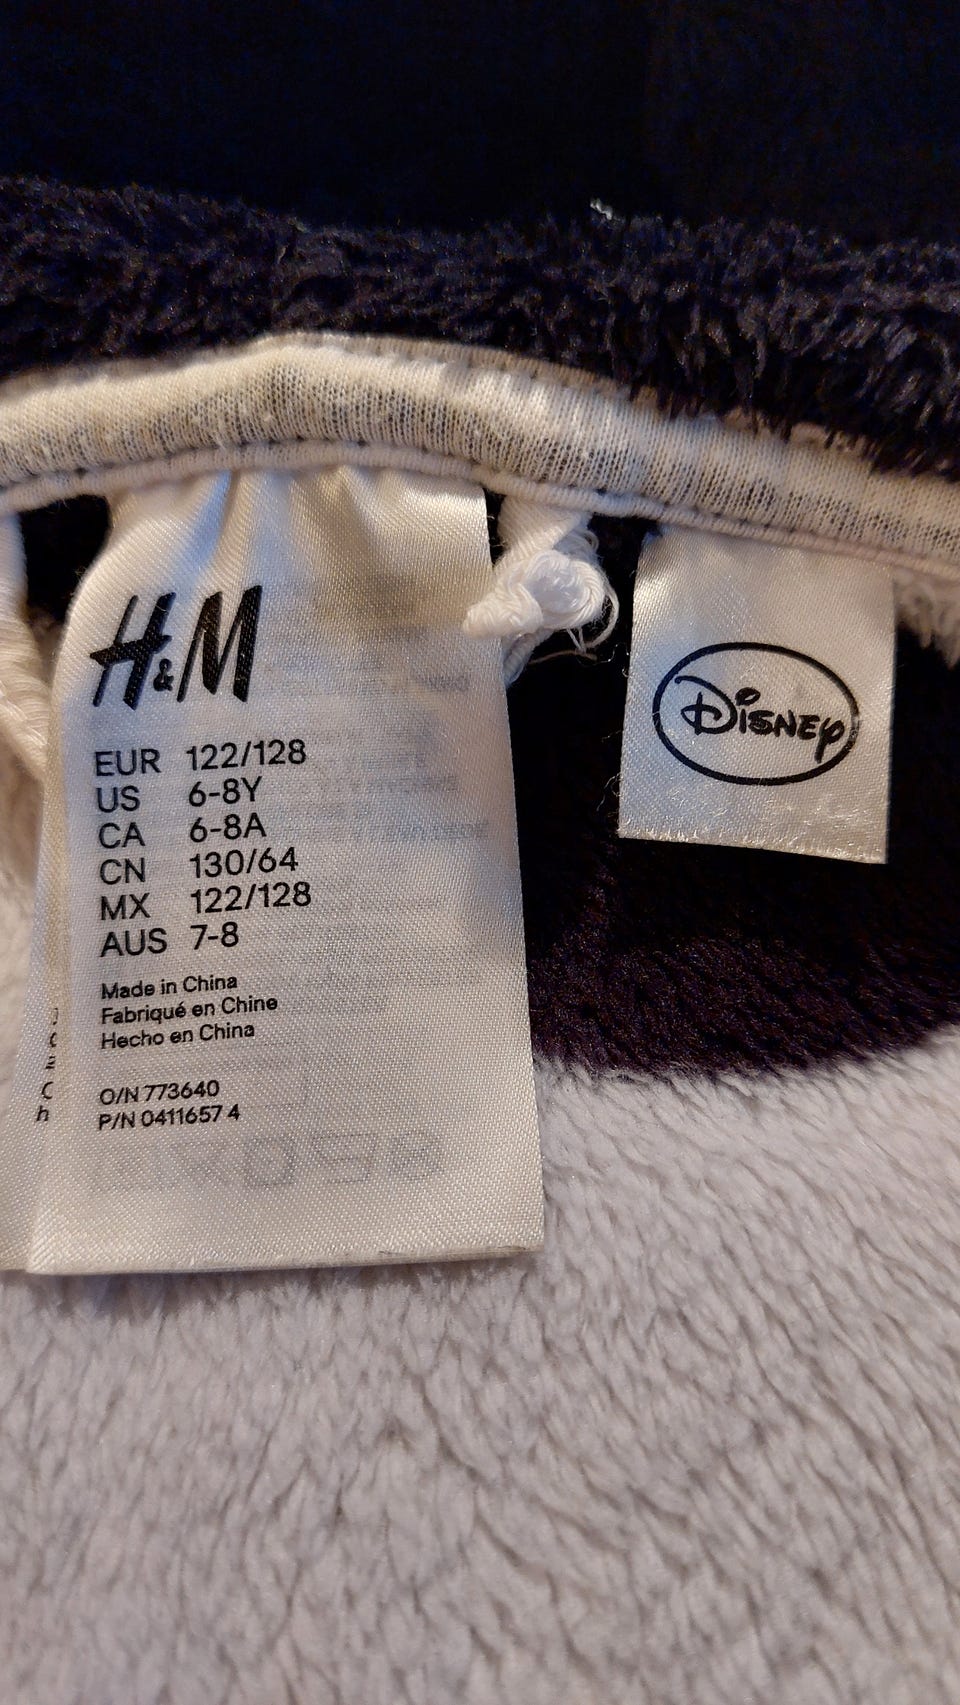 H&M
EUR 122/128
US 6-8Y
CA 6-8A
CN 130/64
MX 122/128
AUS 7-8
Made in China
Fabriqué en Chine
Hecho en China
O/N 773640
P/N 0411657 4
Disney